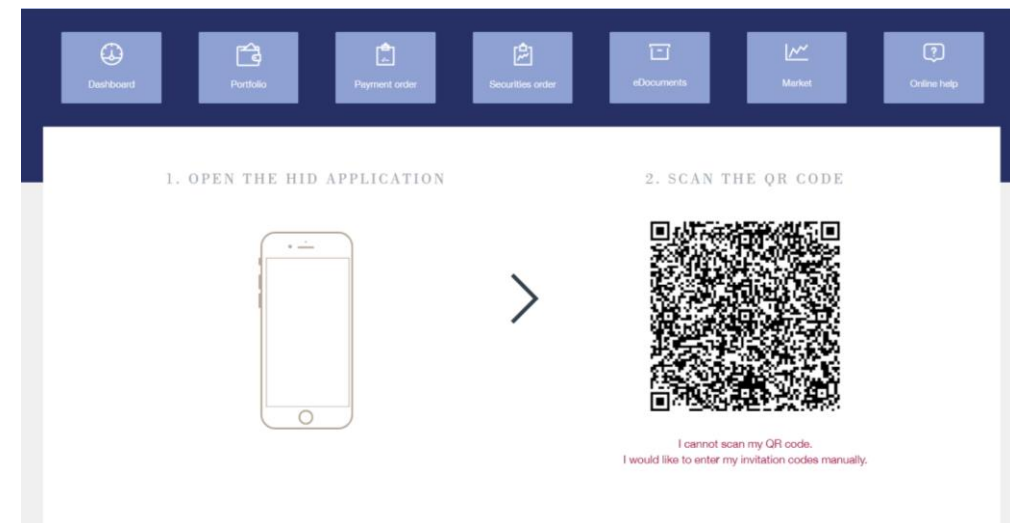 Dashboard
Portfolio
Payment order
Securities order
eDocuments
Market
Online help
1. OPEN THE HID APPLICATION
2. SCAN THE QR CODE
I cannot scan my QR code.
I would like to enter my invitation codes manually.